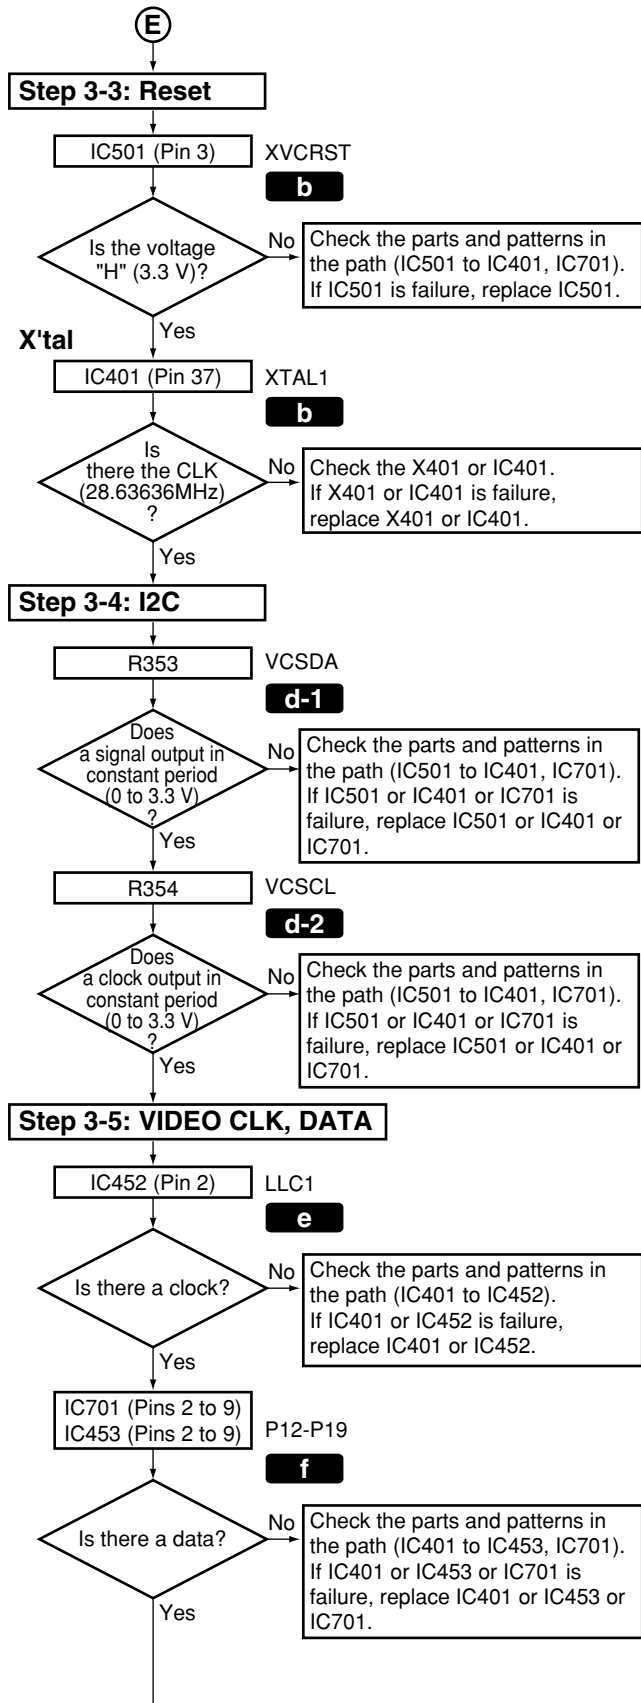 E
Step 3-3: Reset
IC501 (Pin 3)
XVCRST
b
Is the voltage
"H" (3.3 V)?
No
Check the parts and patterns in
the path (IC501 to IC401, IC701).
If IC501 is failure, replace IC501.
Yes
X'tal
IC401 (Pin 37)
XTAL1
b
Is
there the CLK
(28.63636MHz)
?
No
Check the X401 or IC401.
If X401 or IC401 is failure,
replace X401 or IC401.
Yes
Step 3-4: I2C
R353
VCSDA
d-1
Does
a signal output in
constant period
(0 to 3.3 V)
?
No
Check the parts and patterns in
the path (IC501 to IC401, IC701).
If IC501 or IC401 or IC701 is
failure, replace IC501 or IC401 or
IC701.
Yes
R354
VCSCL
d-2
Does
a clock output in
constant period
(0 to 3.3 V)
?
No
Check the parts and patterns in
the path (IC501 to IC401, IC701).
If IC501 or IC401 or IC701 is
failure, replace IC501 or IC401 or
IC701.
Yes
Step 3-5: VIDEO CLK, DATA
IC452 (Pin 2)
LLC1
e
Is there a clock?
No
Check the parts and patterns in
the path (IC401 to IC452).
If IC401 or IC452 is failure,
replace IC401 or IC452.
Yes
IC701 (Pins 2 to 9)
IC453 (Pins 2 to 9)
P12-P19
f
Is there a data?
No
Check the parts and patterns in
the path (IC401 to IC453, IC701).
If IC401 or IC453 or IC701 is
failure, replace IC401 or IC453 or
IC701.
Yes